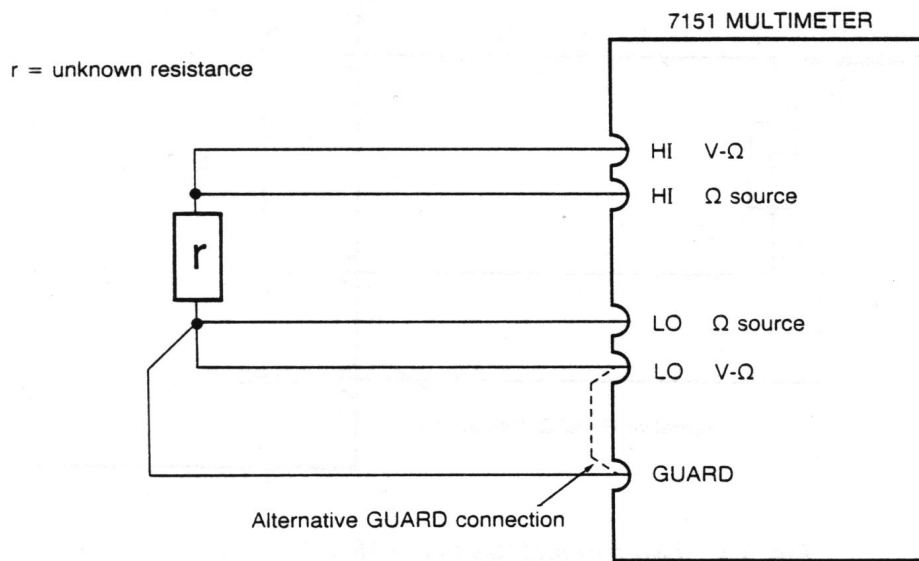 7151 MULTIMETER
r = unknown resistance
HI V-Ω
HI Ω source
r
LO Ω source
LO V-Ω
GUARD
Alternative GUARD connection